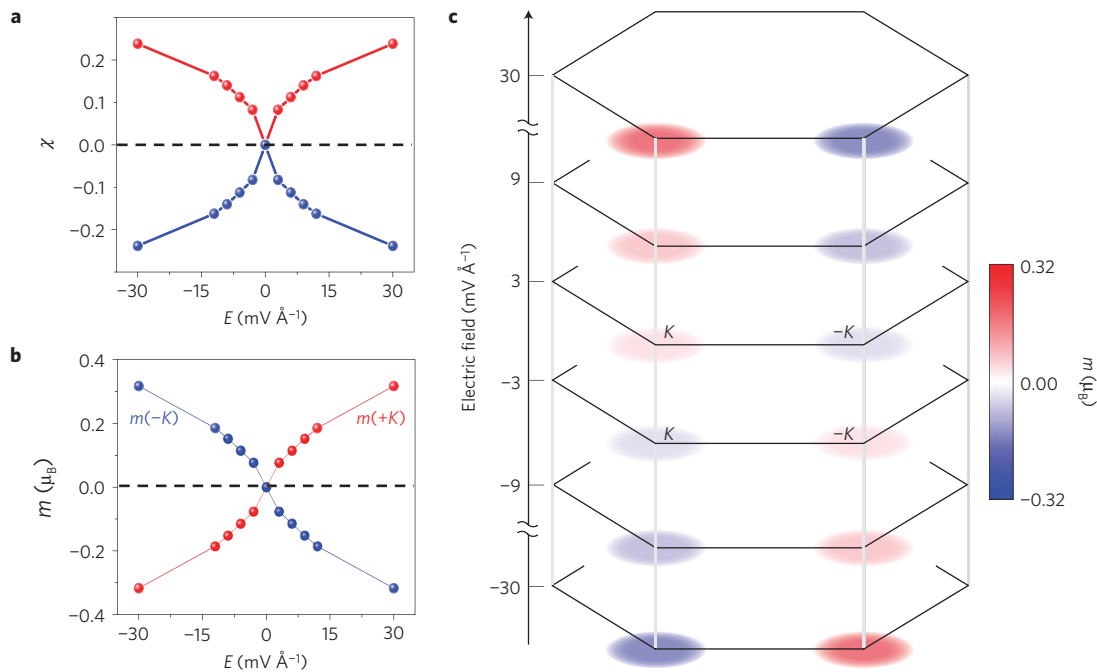 a
0.2
0.1
0.0
−0.1
−0.2
χ
−30 −15 0 15 30
E (mV Å⁻¹)
b
0.4
0.2
0.0
−0.2
−0.4
m (μB)
m(−K)
m(+K)
−30 −15 0 15 30
E (mV Å⁻¹)
c
Electric field (mV Å⁻¹)
30
9
3
−3
−9
−30
K −K
K −K
0.32
0.00
−0.32
m (μB)